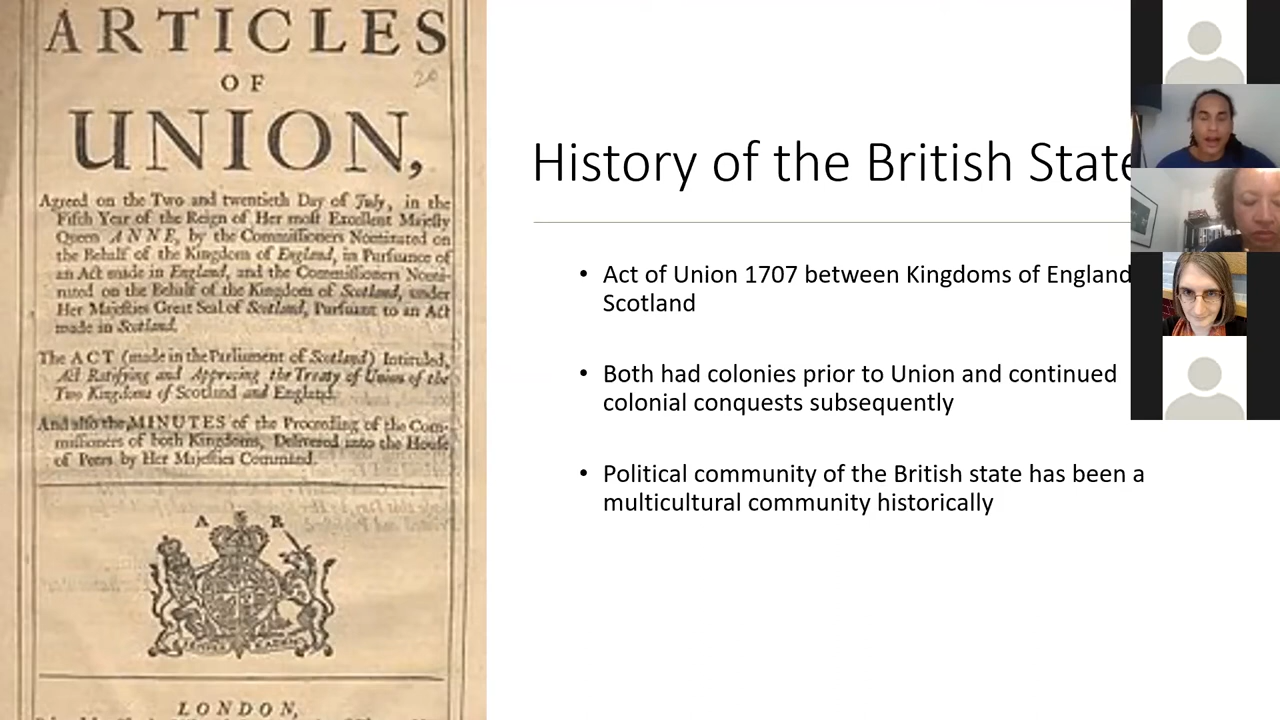 ARTICLES
OF
20
UNION,
Agreed on the Two and twentieth Day of July, in the
Fifth Year of the Reign of Her most Excellent Majesty
Queen ANNE, by the Commissioners Nominated on
the Behalf of the Kingdom of England, in Pursuance of
an Act made in England, and the Commissioners Nomi-
nated on the Behalf of the Kingdom of Scotland, under
Her Majesties Great Seal of Scotland, Pursuant to an Act
made in Scotland.
The ACT (made in the Parliament of Scotland) Intituled,
Act Ratifying and Approving the Treaty of Union of the
Two Kingdoms of Scotland and England.
And also the MINUTES of the Proceeding of the Com-
missioners of both Kingdoms, Delivered into the House
of Peers by Her Majesties Command.
A R
SEMPER EADEM
LONDON,
History of the British State
• Act of Union 1707 between Kingdoms of England
Scotland
• Both had colonies prior to Union and continued
colonial conquests subsequently
• Political community of the British state has been a
multicultural community historically